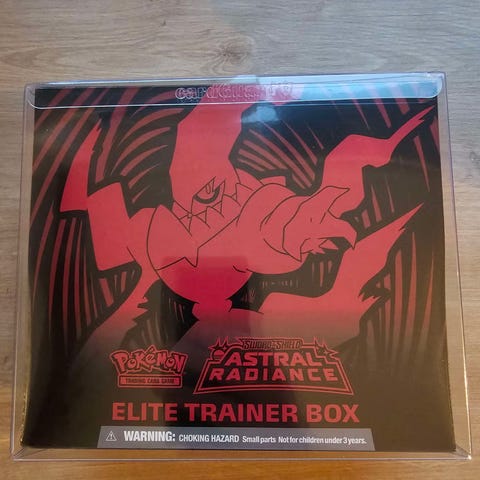 cardguard
POKéMON
TRADING CARD GAME
SWORD & SHIELD
ASTRAL
RADIANCE
ELITE TRAINER BOX
WARNING: CHOKING HAZARD Small parts Not for children under 3 years.